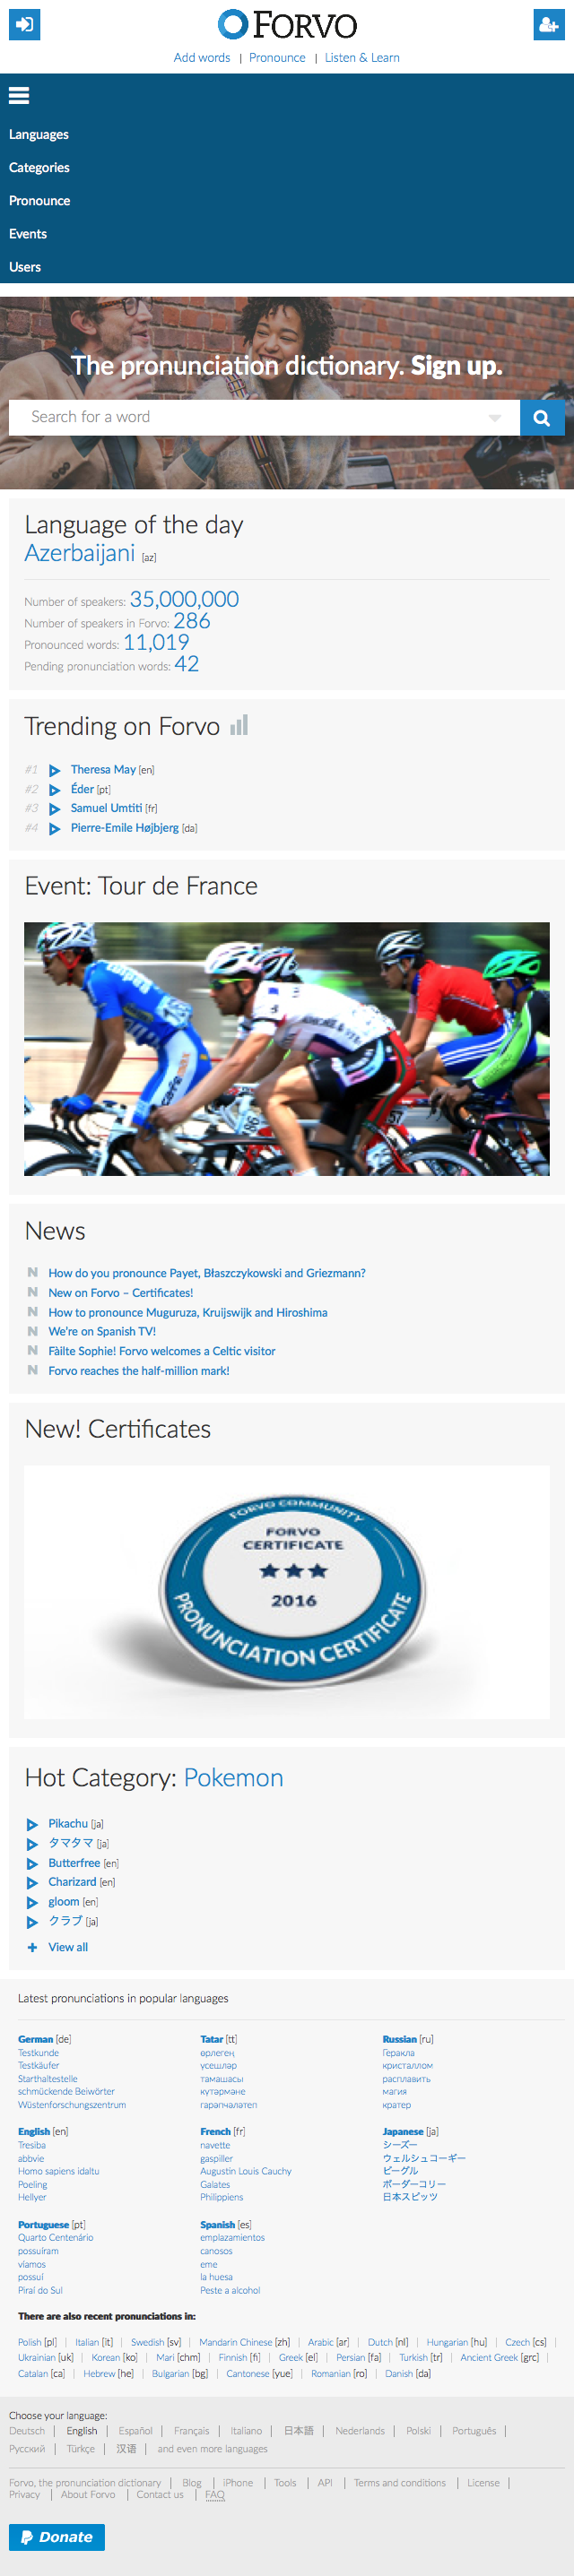 FORVO
Add words | Pronounce | Listen & Learn
Languages
Categories
Pronounce
Events
Users
The pronunciation dictionary. Sign up.
Search for a word
Language of the day
Azerbaijani [az]
Number of speakers: 35,000,000
Number of speakers in Forvo: 286
Pronounced words: 11,019
Pending pronunciation words: 42
Trending on Forvo
#1 Theresa May [en]
#2 Éder [pt]
#3 Samuel Umtiti [fr]
#4 Pierre-Emile Højbjerg [da]
Event: Tour de France
News
N How do you pronounce Payet, Błaszczykowski and Griezmann?
N New on Forvo – Certificates!
N How to pronounce Muguruza, Kruijswijk and Hiroshima
N We're on Spanish TV!
N Fàilte Sophie! Forvo welcomes a Celtic visitor
N Forvo reaches the half-million mark!
New! Certificates
FORVO COMMUNITY
FORVO
CERTIFICATE
2016
PRONUNCIATION CERTIFICATE
Hot Category: Pokemon
Pikachu [ja]
タマタマ [ja]
Butterfree [en]
Charizard [en]
gloom [en]
クラブ [ja]
View all
Latest pronunciations in popular languages
German [de]
Testkunde
Testkäufer
Starthaltestelle
schmückende Beiwörter
Wüstenforschungszentrum
Tatar [tt]
өрлегең
үсешләр
тамашасы
күтәрмәне
гарәпчәләтеп
Russian [ru]
Геракла
кристаллом
расплавить
магия
кратер
English [en]
Tresiba
abbvie
Homo sapiens idaltu
Poeling
Hellyer
French [fr]
navette
gaspiller
Augustin Louis Cauchy
Galates
Philippiens
Japanese [ja]
シーズー
ウェルシュコーギー
ビーグル
ボーダーコリー
日本スピッツ
Portuguese [pt]
Quarto Centenário
possuíram
víamos
possuí
Piraí do Sul
Spanish [es]
emplazamientos
canosos
eme
la huesa
Peste a alcohol
There are also recent pronunciations in:
Polish [pl] | Italian [it] | Swedish [sv] | Mandarin Chinese [zh] | Arabic [ar] | Dutch [nl] | Hungarian [hu] | Czech [cs] |
Ukrainian [uk] | Korean [ko] | Mari [chm] | Finnish [fi] | Greek [el] | Persian [fa] | Turkish [tr] | Ancient Greek [grc] |
Catalan [ca] | Hebrew [he] | Bulgarian [bg] | Cantonese [yue] | Romanian [ro] | Danish [da]
Choose your language:
Deutsch | English | Español | Français | Italiano | 日本語 | Nederlands | Polski | Português |
Русский | Türkçe | 汉语 | and even more languages
Forvo, the pronunciation dictionary | Blog | iPhone | Tools | API | Terms and conditions | License |
Privacy | About Forvo | Contact us | FAQ
Donate